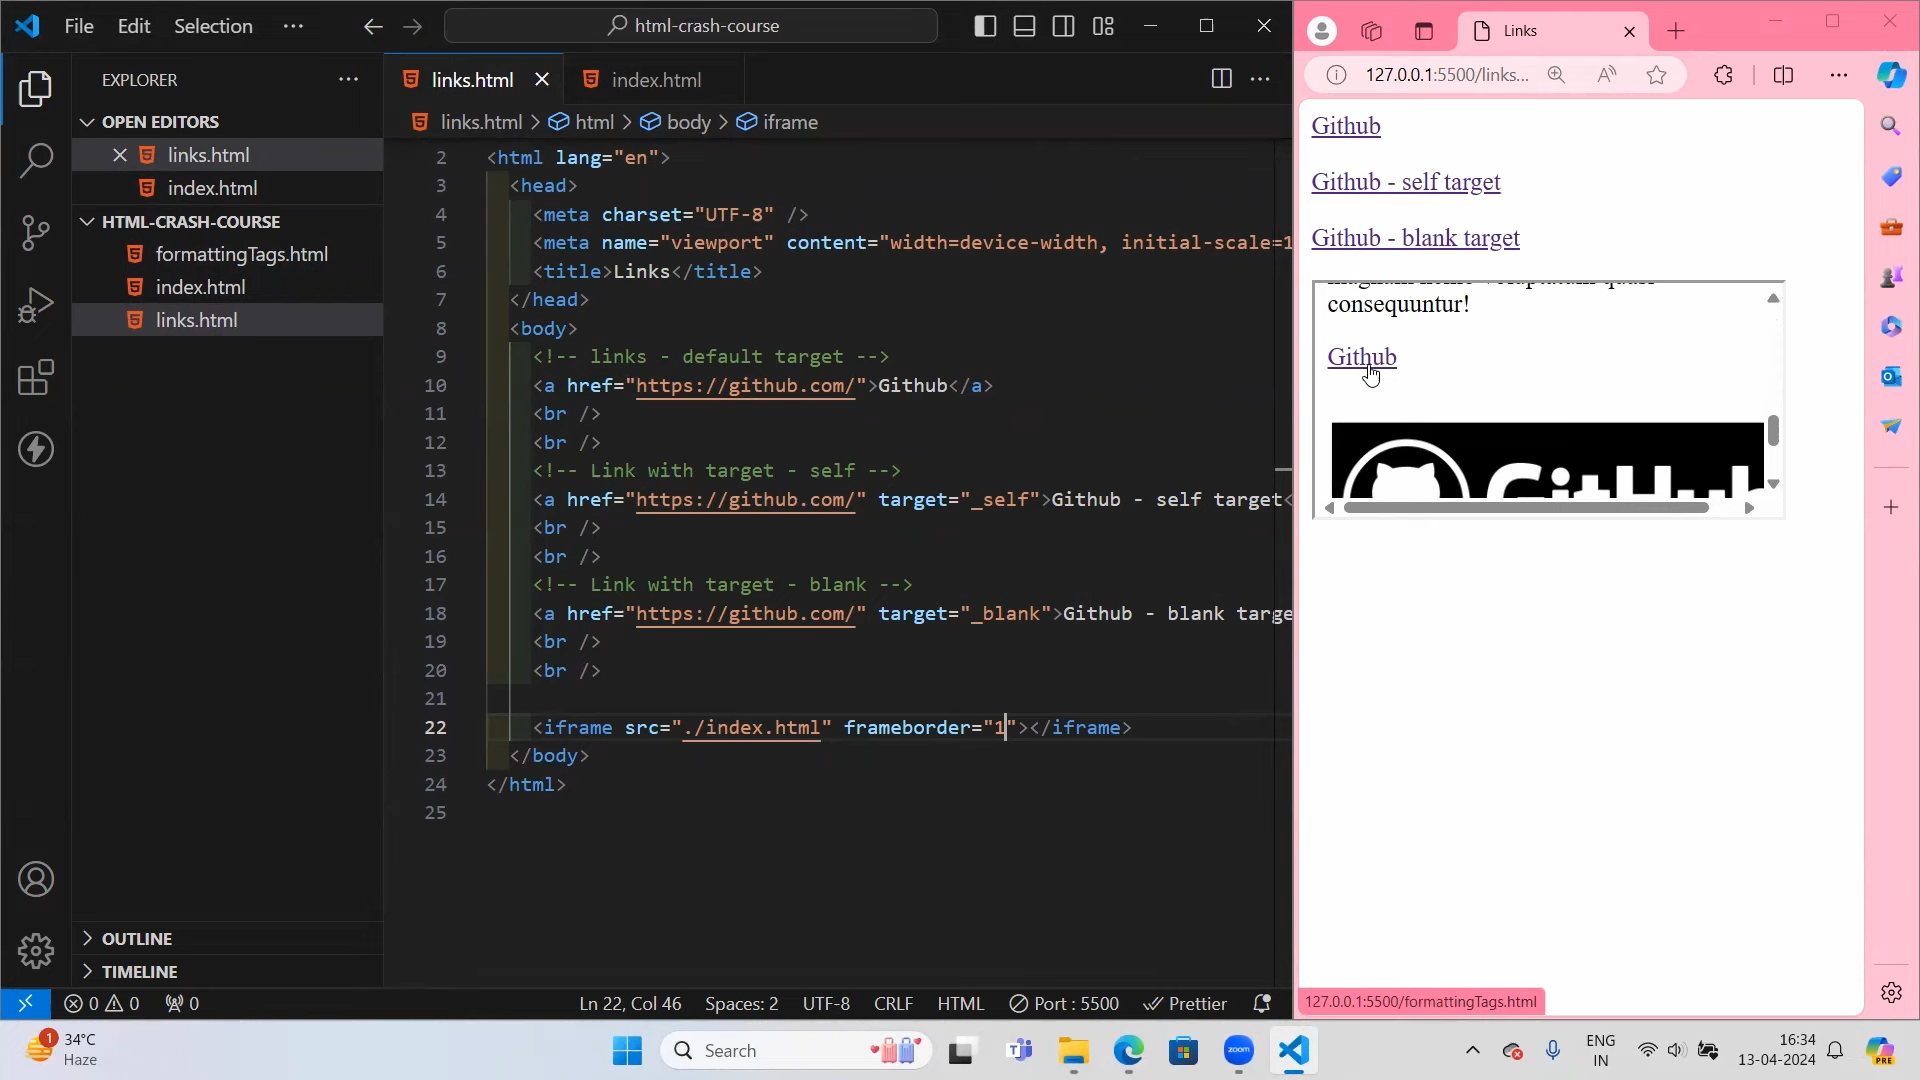 File Edit Selection ··· html-crash-course
EXPLORER
OPEN EDITORS
links.html
index.html
HTML-CRASH-COURSE
formattingTags.html
index.html
links.html
OUTLINE
TIMELINE
links.html index.html
links.html > html > body > iframe
2 <html lang="en">
3 <head>
4 <meta charset="UTF-8" />
5 <meta name="viewport" content="width=device-width, initial-scale=1
6 <title>Links</title>
7 </head>
8 <body>
9 <!-- links - default target -->
10 <a href="https://github.com/">Github</a>
11 <br />
12 <br />
13 <!-- Link with target - self -->
14 <a href="https://github.com/" target="_self">Github - self target<
15 <br />
16 <br />
17 <!-- Link with target - blank -->
18 <a href="https://github.com/" target="_blank">Github - blank targe
19 <br />
20 <br />
21
22 <iframe src="./index.html" frameborder="1"></iframe>
23 </body>
24 </html>
25
0 0 0 Ln 22, Col 46 Spaces: 2 UTF-8 CRLF HTML Port : 5500 Prettier
Links
127.0.0.1:5500/links...
Github
Github - self target
Github - blank target
consequuntur!
Github
GitHub
127.0.0.1:5500/formattingTags.html
1 34°C
Haze
Search
zoom
ENG
IN
16:34
13-04-2024
PRE